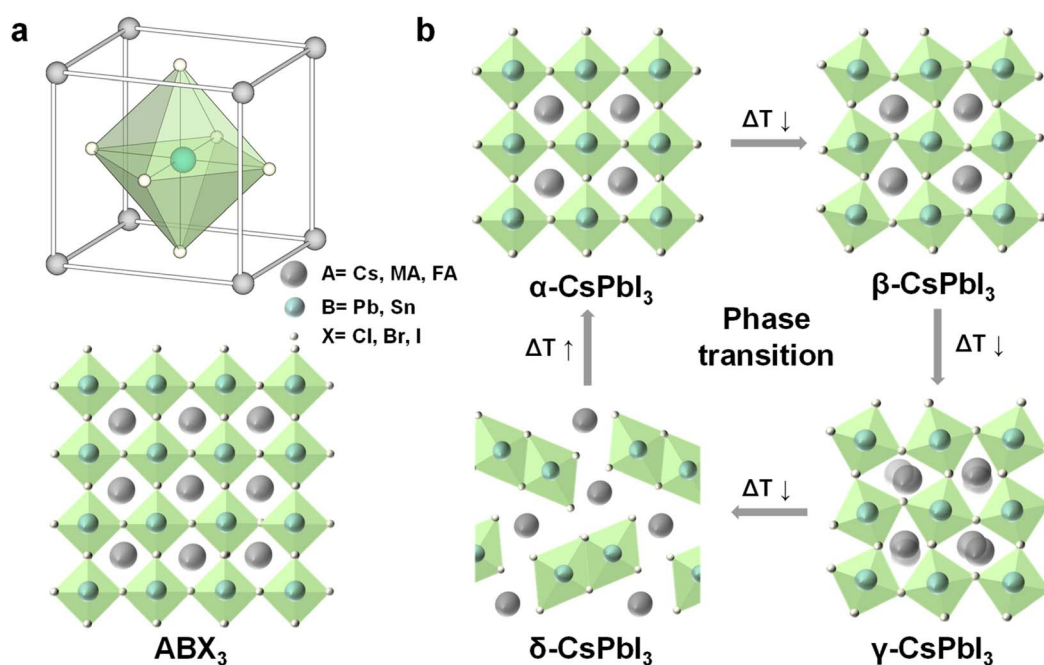 a
A= Cs, MA, FA
B= Pb, Sn
X= Cl, Br, I
ABX₃
b
ΔT ↓
α-CsPbI₃
β-CsPbI₃
Phase
transition
ΔT ↑
ΔT ↓
ΔT ↓
δ-CsPbI₃
γ-CsPbI₃